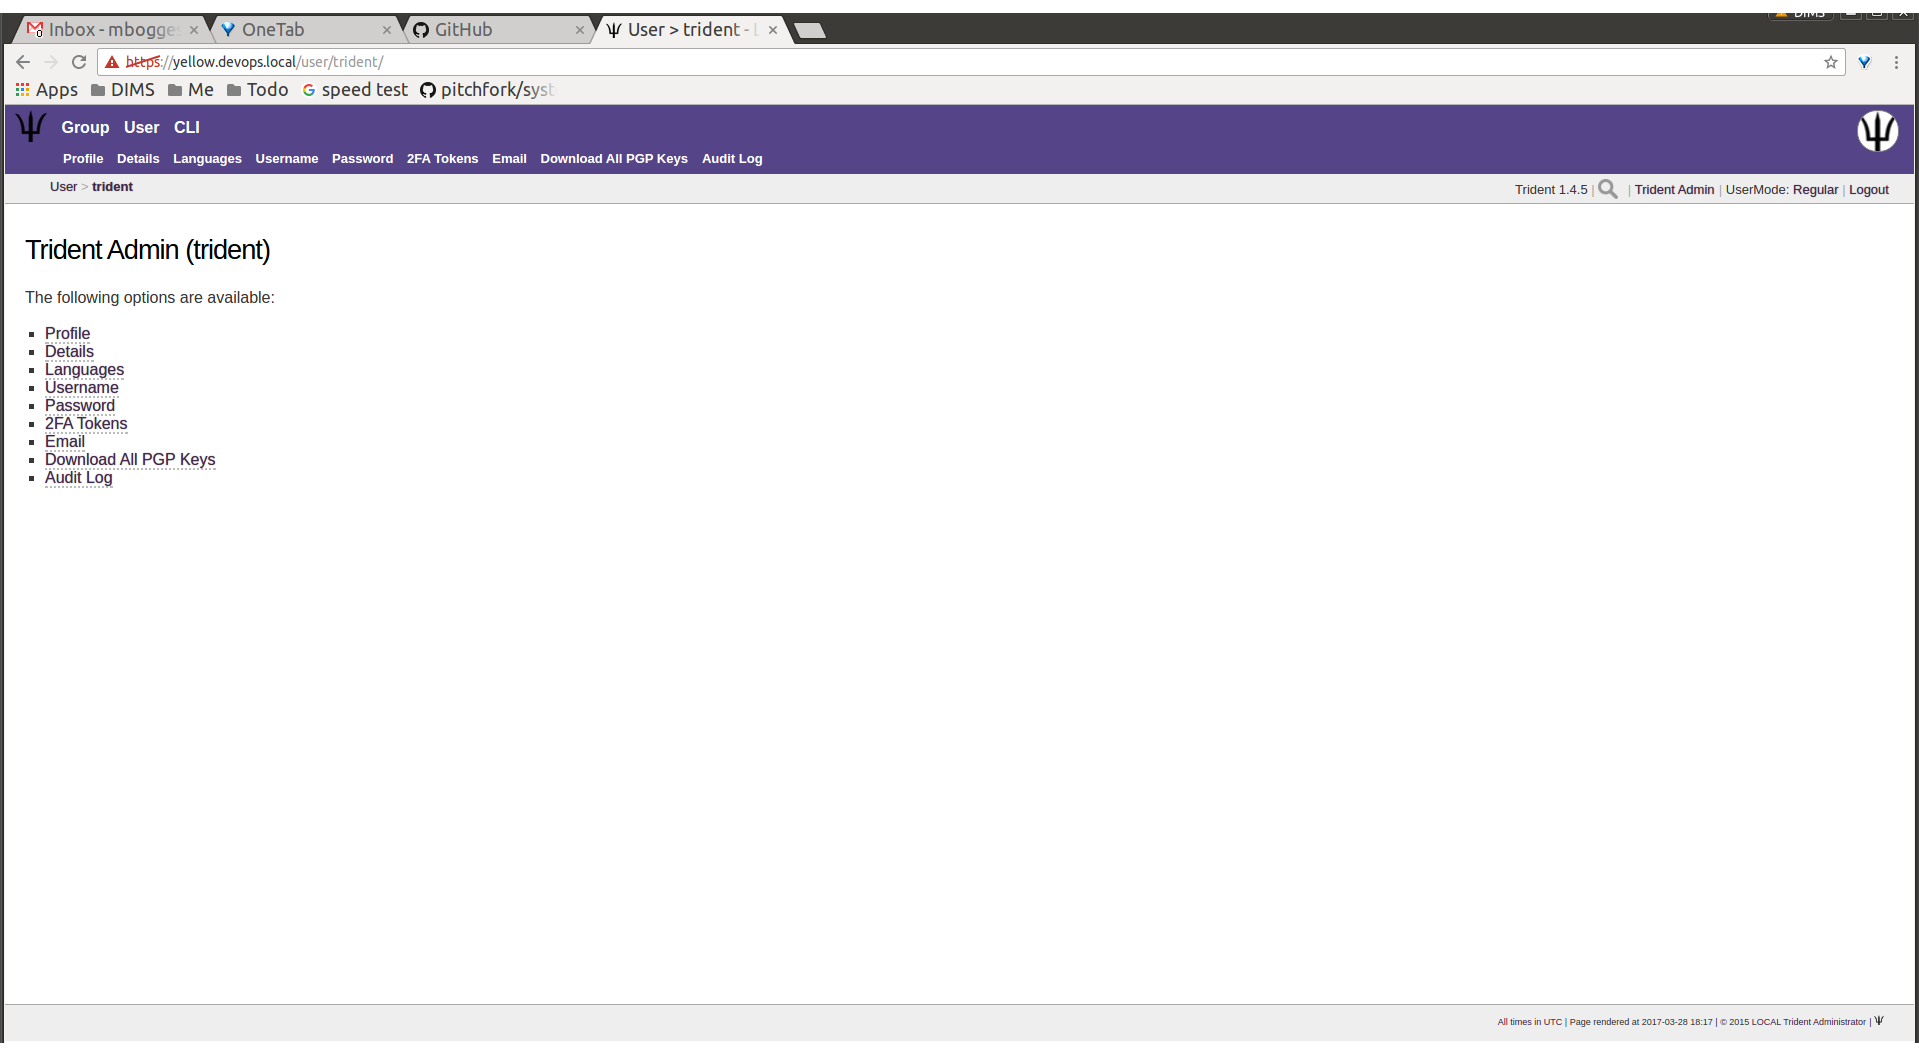 DIMS
Inbox - mbogges
OneTab
GitHub
User > trident -
https://yellow.devops.local/user/trident/
Apps DIMS Me Todo speed test pitchfork/syst
Group User CLI
Profile Details Languages Username Password 2FA Tokens Email Download All PGP Keys Audit Log
User > trident
Trident 1.4.5 | | Trident Admin | UserMode: Regular | Logout
Trident Admin (trident)
The following options are available:
Profile
Details
Languages
Username
Password
2FA Tokens
Email
Download All PGP Keys
Audit Log
All times in UTC | Page rendered at 2017-03-28 18:17 | © 2015 LOCAL Trident Administrator |